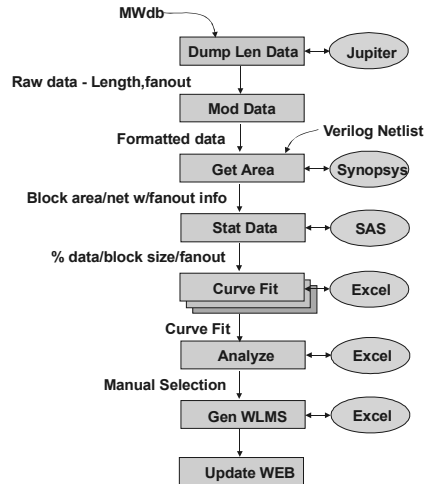 MWdb
Dump Len Data
Jupiter
Raw data - Length,fanout
Mod Data
Formatted data
Verilog Netlist
Get Area
Synopsys
Block area/net w/fanout info
Stat Data
SAS
% data/block size/fanout
Curve Fit
Excel
Curve Fit
Analyze
Excel
Manual Selection
Gen WLMS
Excel
Update WEB